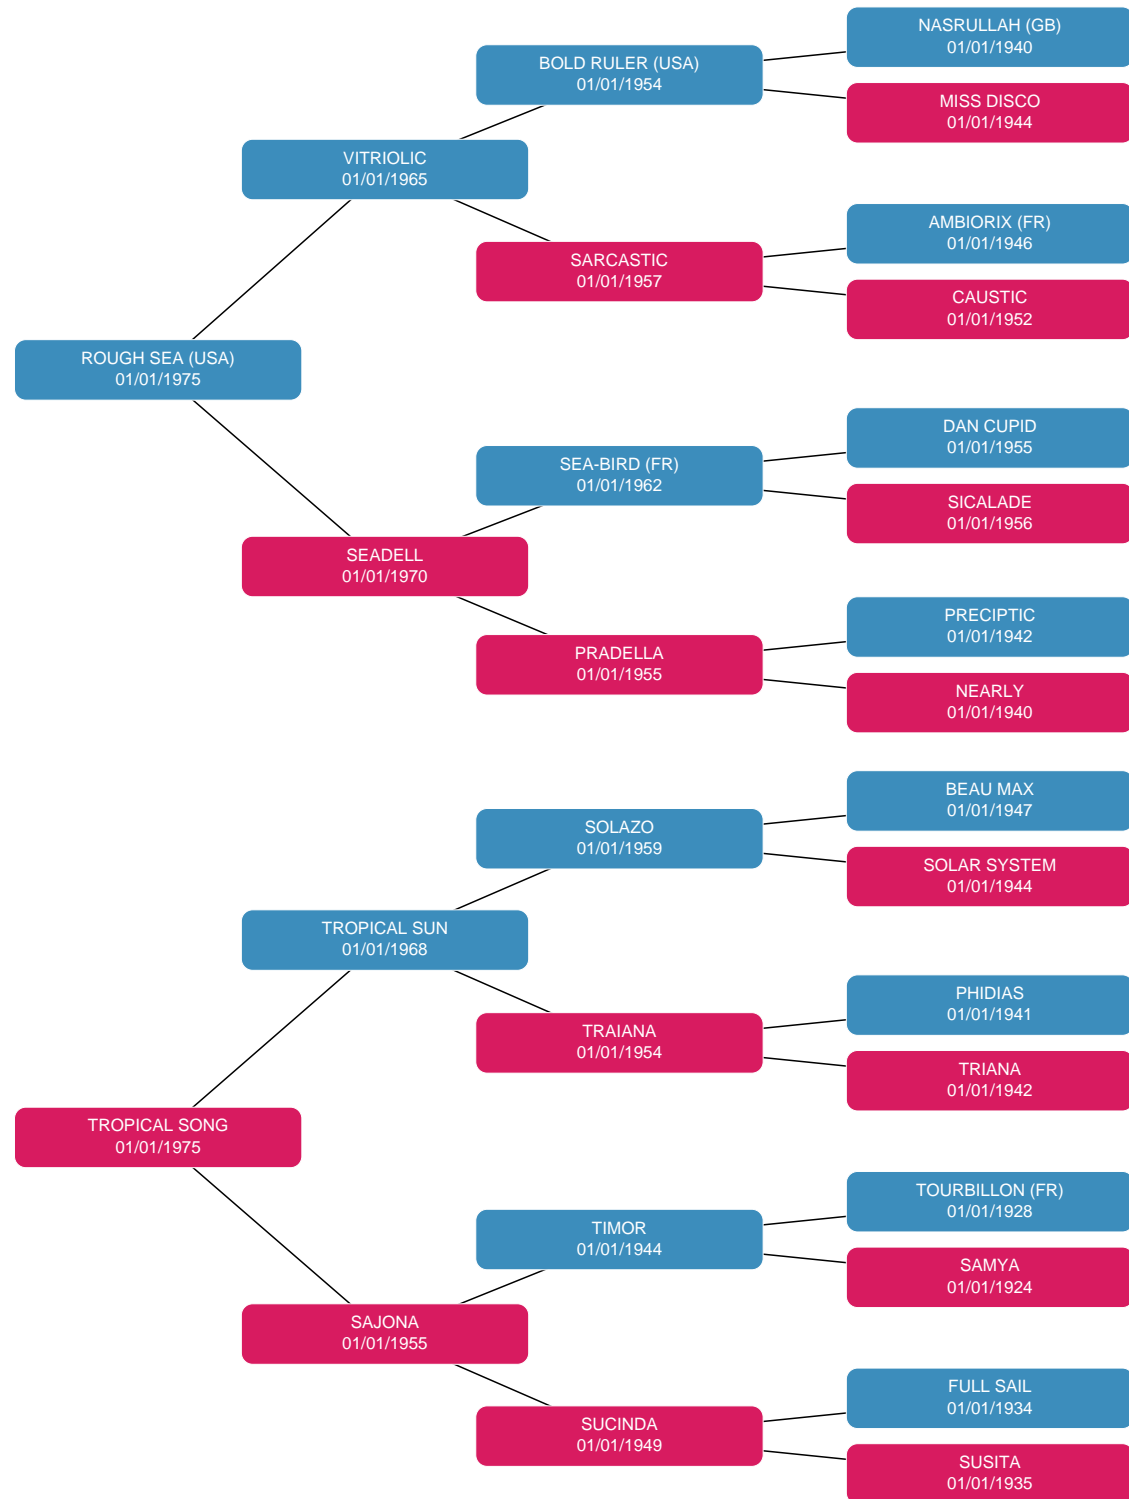 NASRULLAH (GB)
01/01/1940
BOLD RULER (USA)
01/01/1954
MISS DISCO
01/01/1944
VITRIOLIC
01/01/1965
AMBIORIX (FR)
01/01/1946
SARCASTIC
01/01/1957
CAUSTIC
01/01/1952
ROUGH SEA (USA)
01/01/1975
DAN CUPID
01/01/1955
SEA-BIRD (FR)
01/01/1962
SICALADE
01/01/1956
SEADELL
01/01/1970
PRECIPTIC
01/01/1942
PRADELLA
01/01/1955
NEARLY
01/01/1940
BEAU MAX
01/01/1947
SOLAZO
01/01/1959
SOLAR SYSTEM
01/01/1944
TROPICAL SUN
01/01/1968
PHIDIAS
01/01/1941
TRAIANA
01/01/1954
TRIANA
01/01/1942
TROPICAL SONG
01/01/1975
TOURBILLON (FR)
01/01/1928
TIMOR
01/01/1944
SAMYA
01/01/1924
SAJONA
01/01/1955
FULL SAIL
01/01/1934
SUCINDA
01/01/1949
SUSITA
01/01/1935